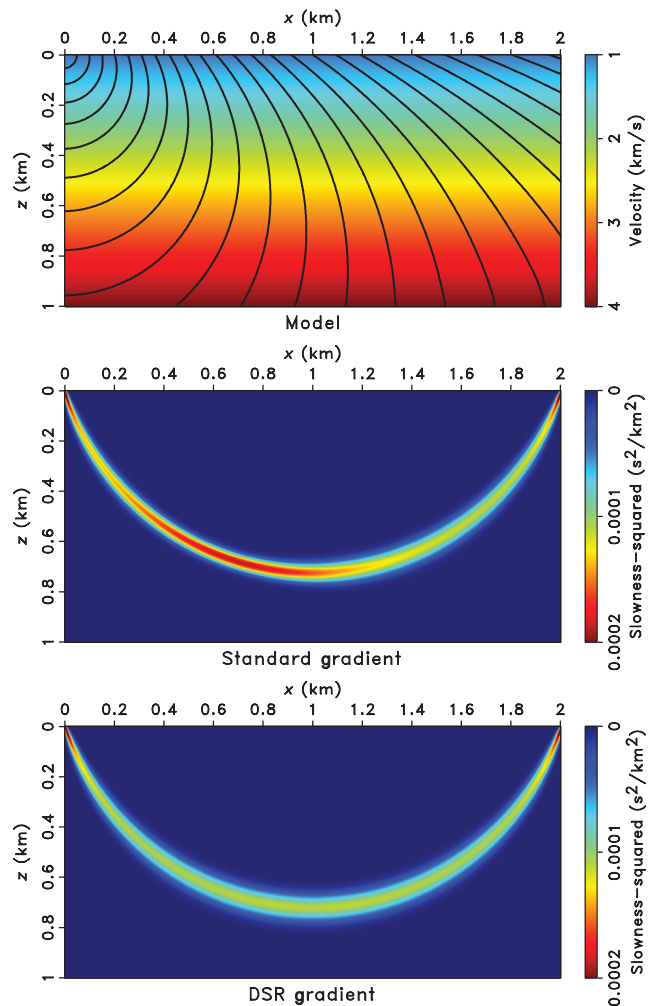 x (km)
0 0.2 0.4 0.6 0.8 1 1.2 1.4 1.6 1.8 2
z (km)
0 0.2 0.4 0.6 0.8 1
Velocity (km/s)
1 2 3 4
Model
x (km)
0 0.2 0.4 0.6 0.8 1 1.2 1.4 1.6 1.8 2
z (km)
0 0.2 0.4 0.6 0.8 1
Slowness-squared (s²/km²)
0 0.0001 0.0002
Standard gradient
x (km)
0 0.2 0.4 0.6 0.8 1 1.2 1.4 1.6 1.8 2
z (km)
0 0.2 0.4 0.6 0.8 1
Slowness-squared (s²/km²)
0 0.0001 0.0002
DSR gradient